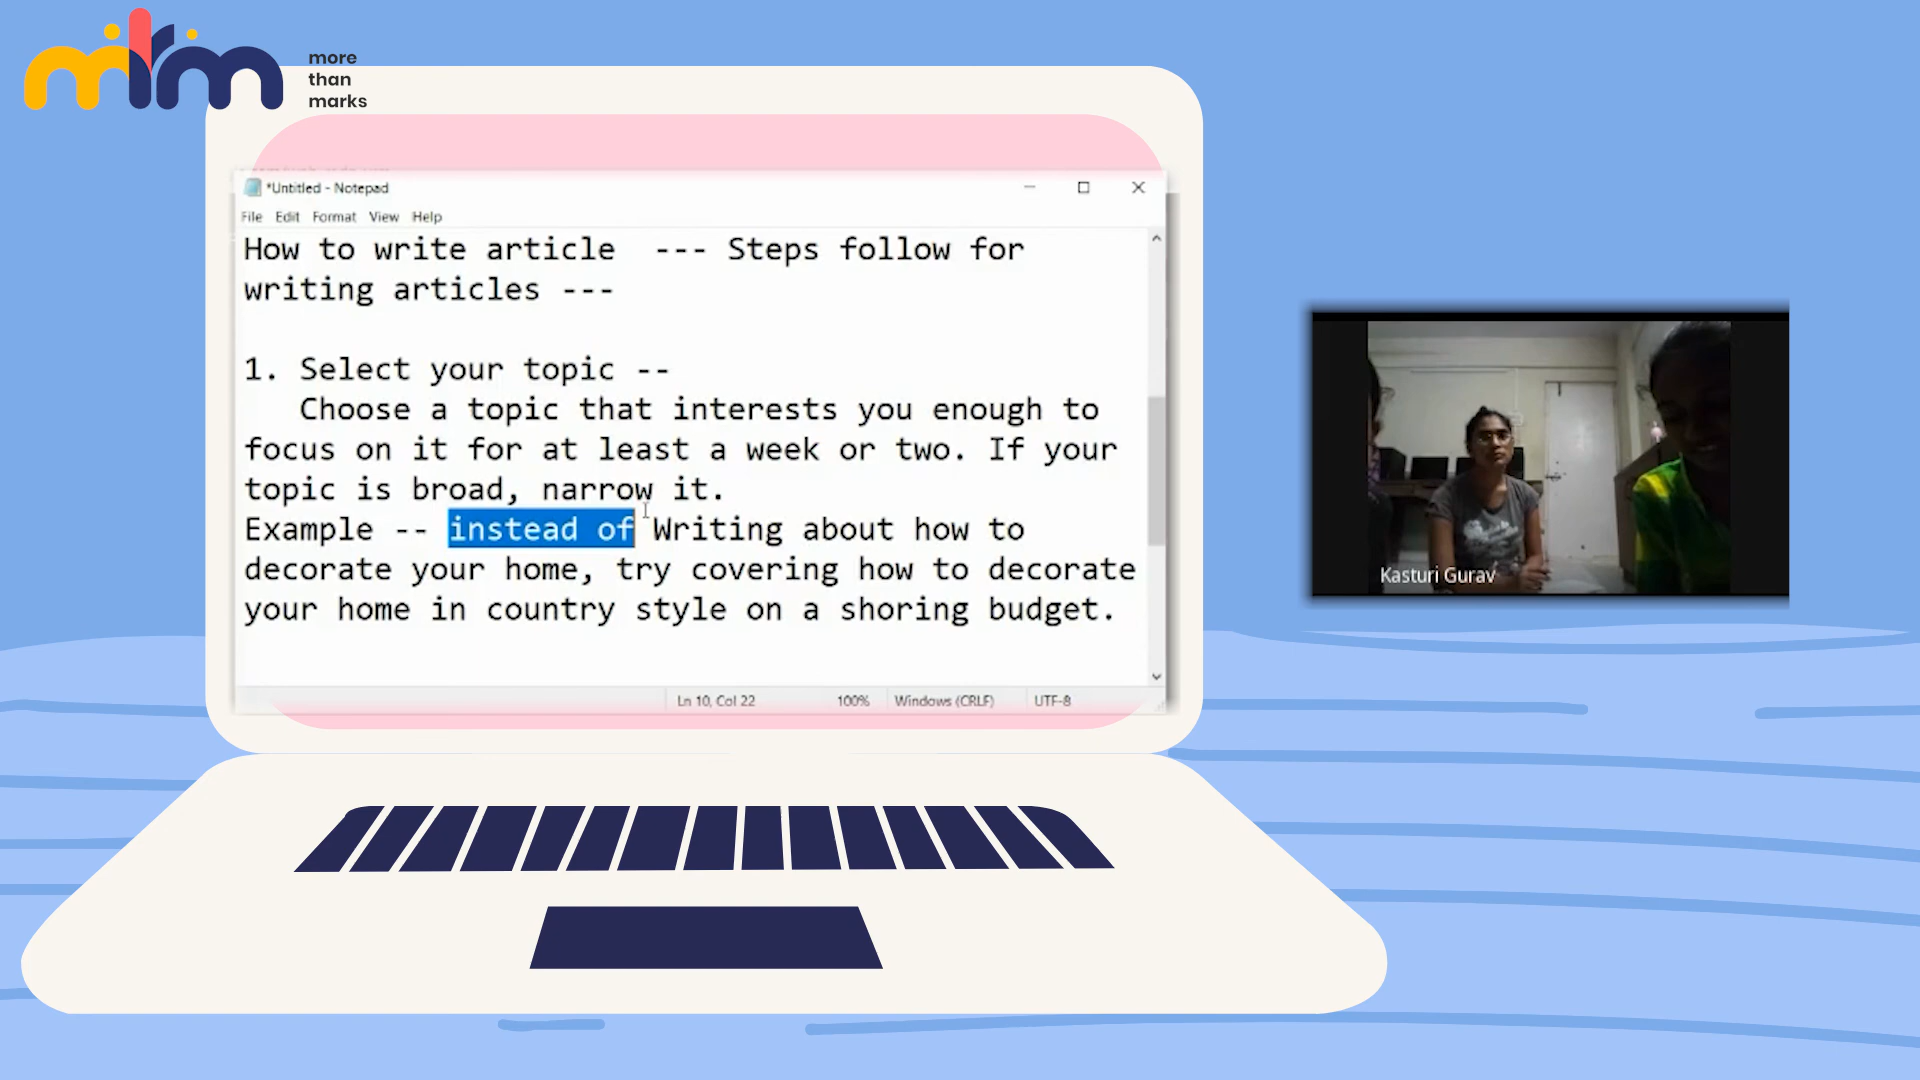 mtm
more
than
marks
*Untitled - Notepad
File Edit Format View Help
How to write article --- Steps follow for
writing articles ---
1. Select your topic --
Choose a topic that interests you enough to
focus on it for at least a week or two. If your
topic is broad, narrow it.
Example -- instead of Writing about how to
decorate your home, try covering how to decorate
your home in country style on a shoring budget.
Ln 10, Col 22 100% Windows (CRLF) UTF-8
Kasturi Gurav